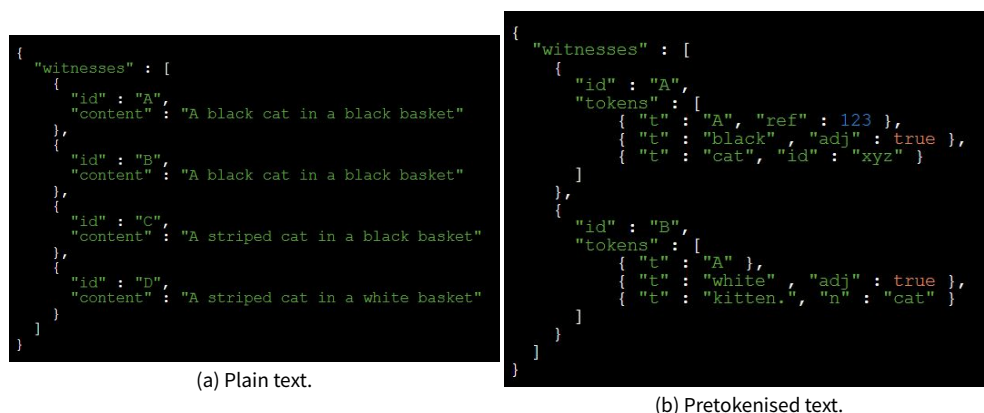 {
"witnesses" : [
{
"id" : "A",
"content" : "A black cat in a black basket"
},
{
"id" : "B",
"content" : "A black cat in a black basket"
},
{
"id" : "C",
"content" : "A striped cat in a black basket"
},
{
"id" : "D",
"content" : "A striped cat in a white basket"
}
]
}
(a) Plain text.
{
"witnesses" : [
{
"id" : "A",
"tokens" : [
{ "t" : "A", "ref" : 123 },
{ "t" : "black" , "adj" : true },
{ "t" : "cat", "id" : "xyz" }
]
},
{
"id" : "B",
"tokens" : [
{ "t" : "A" },
{ "t" : "white" , "adj" : true },
{ "t" : "kitten.", "n" : "cat" }
]
}
]
}
(b) Pretokenised text.